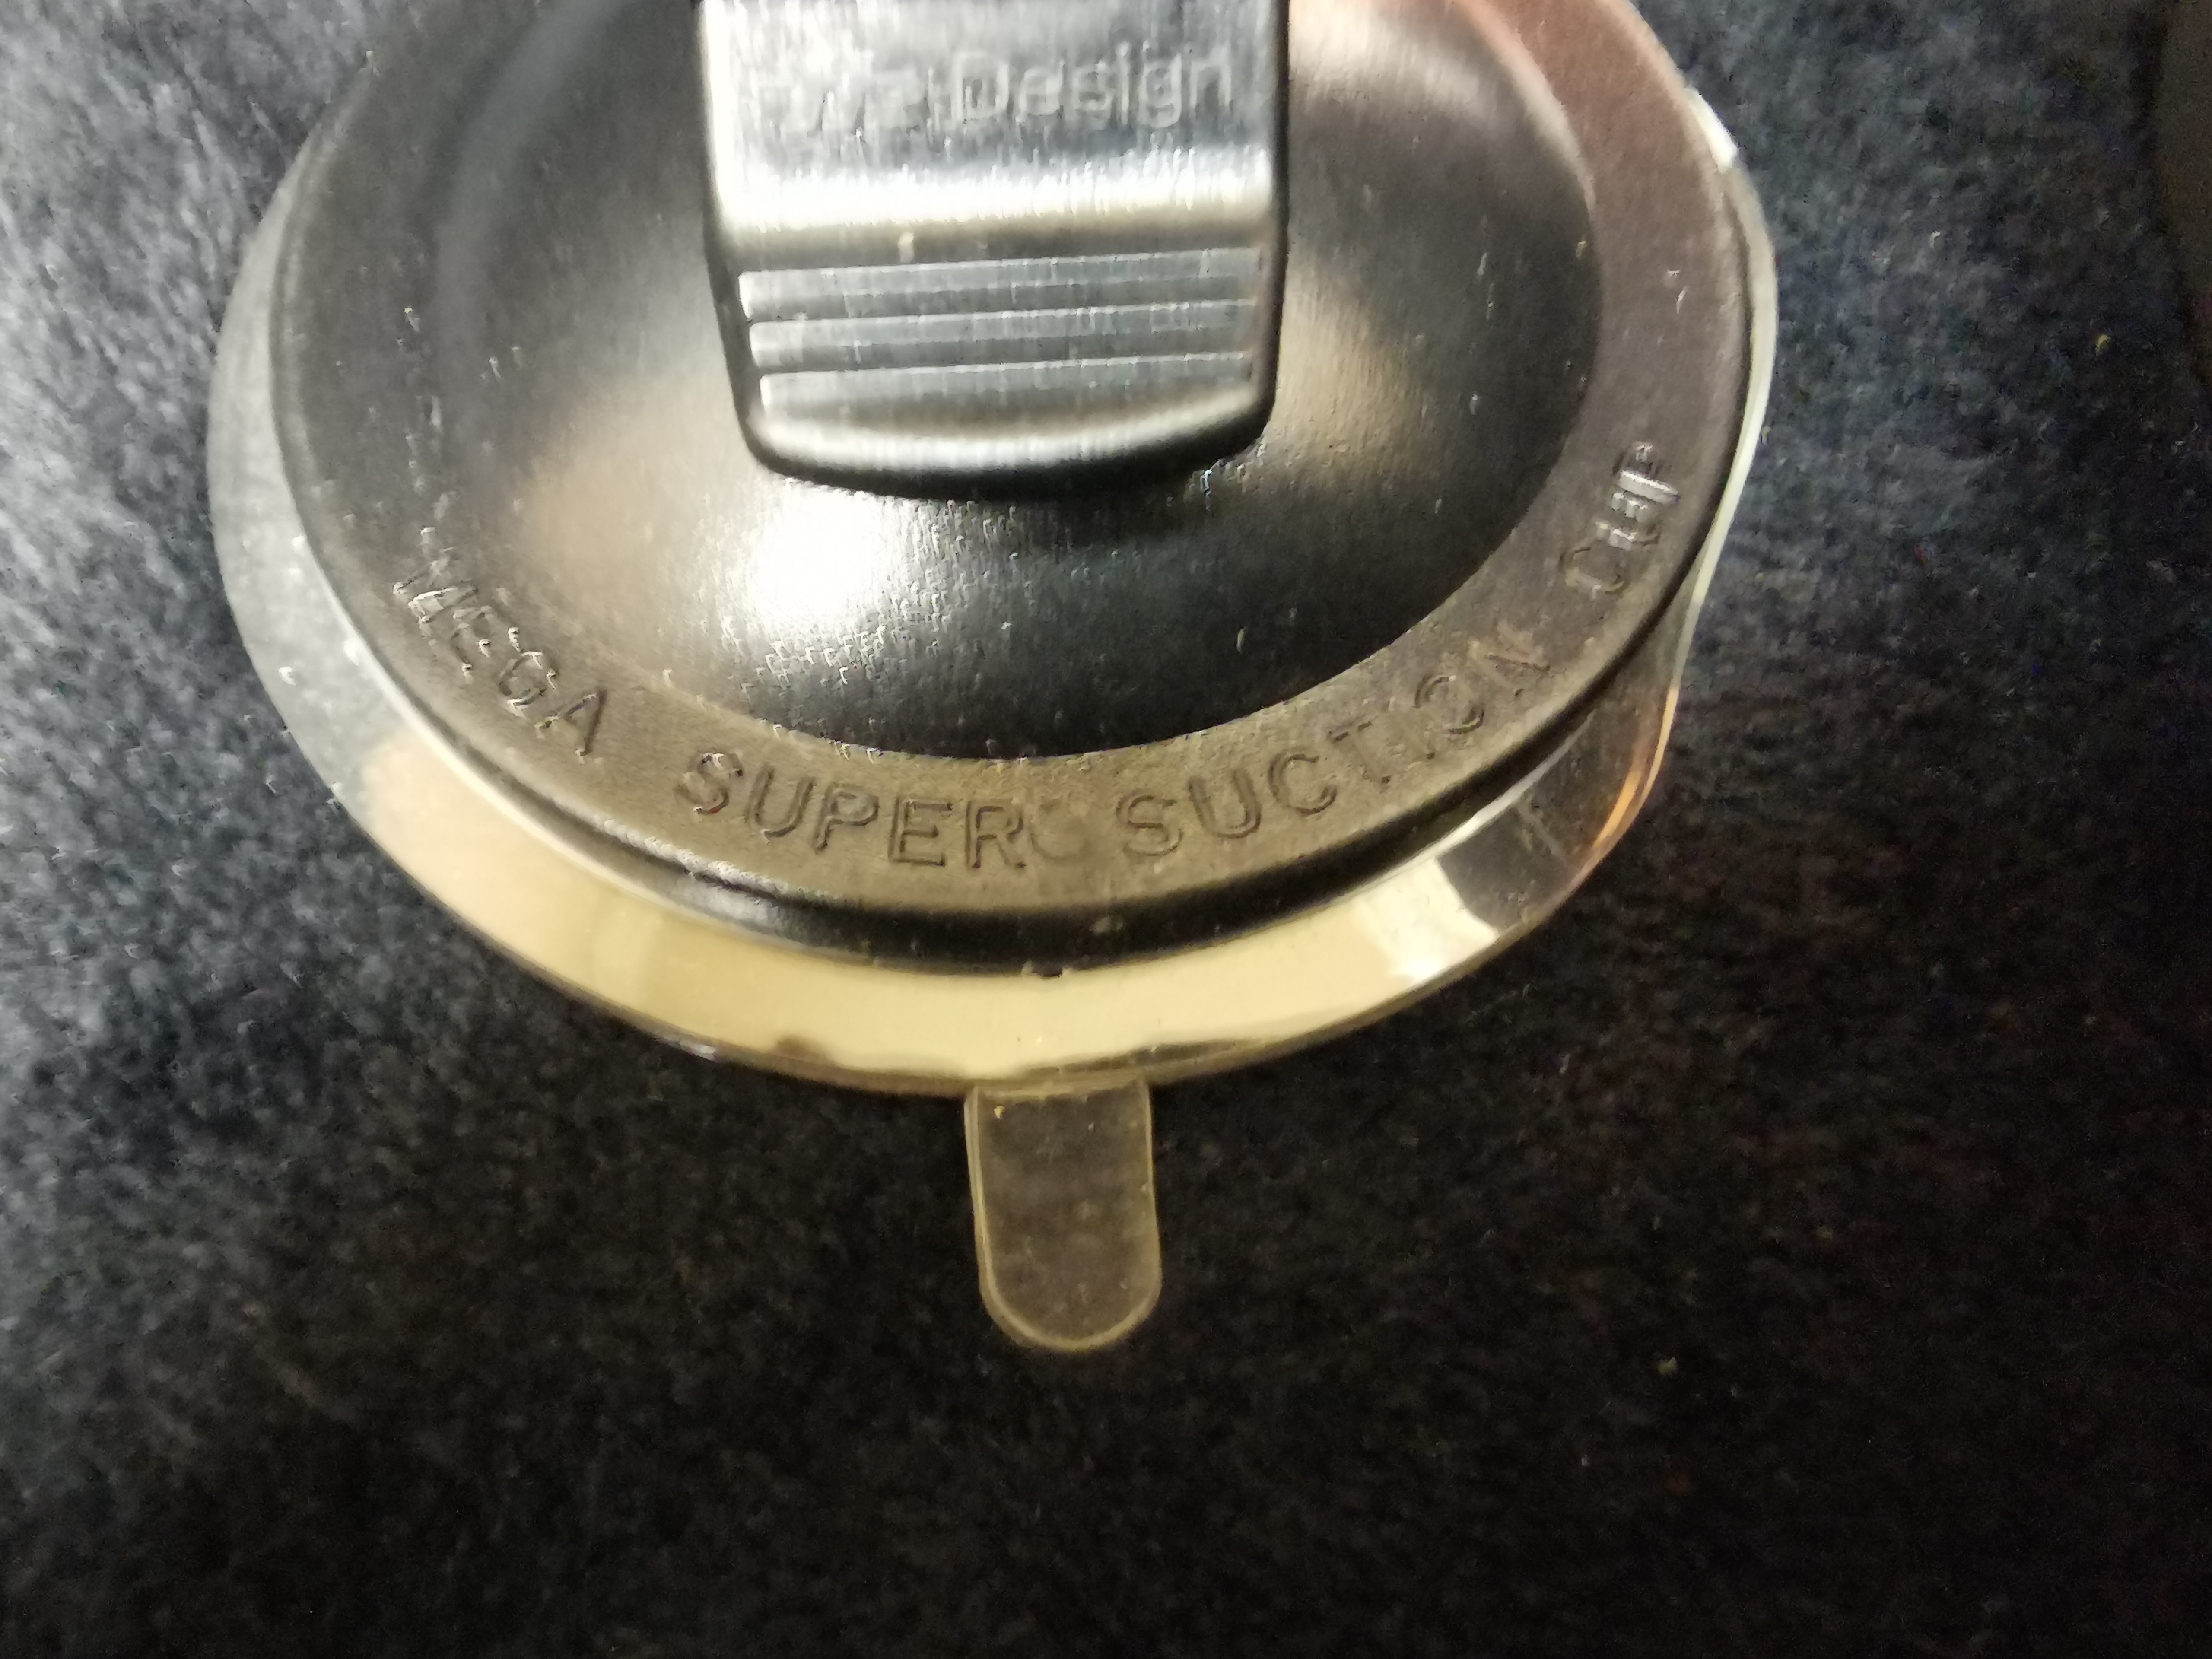 Design
MEGA SUPER SUCTION CUP